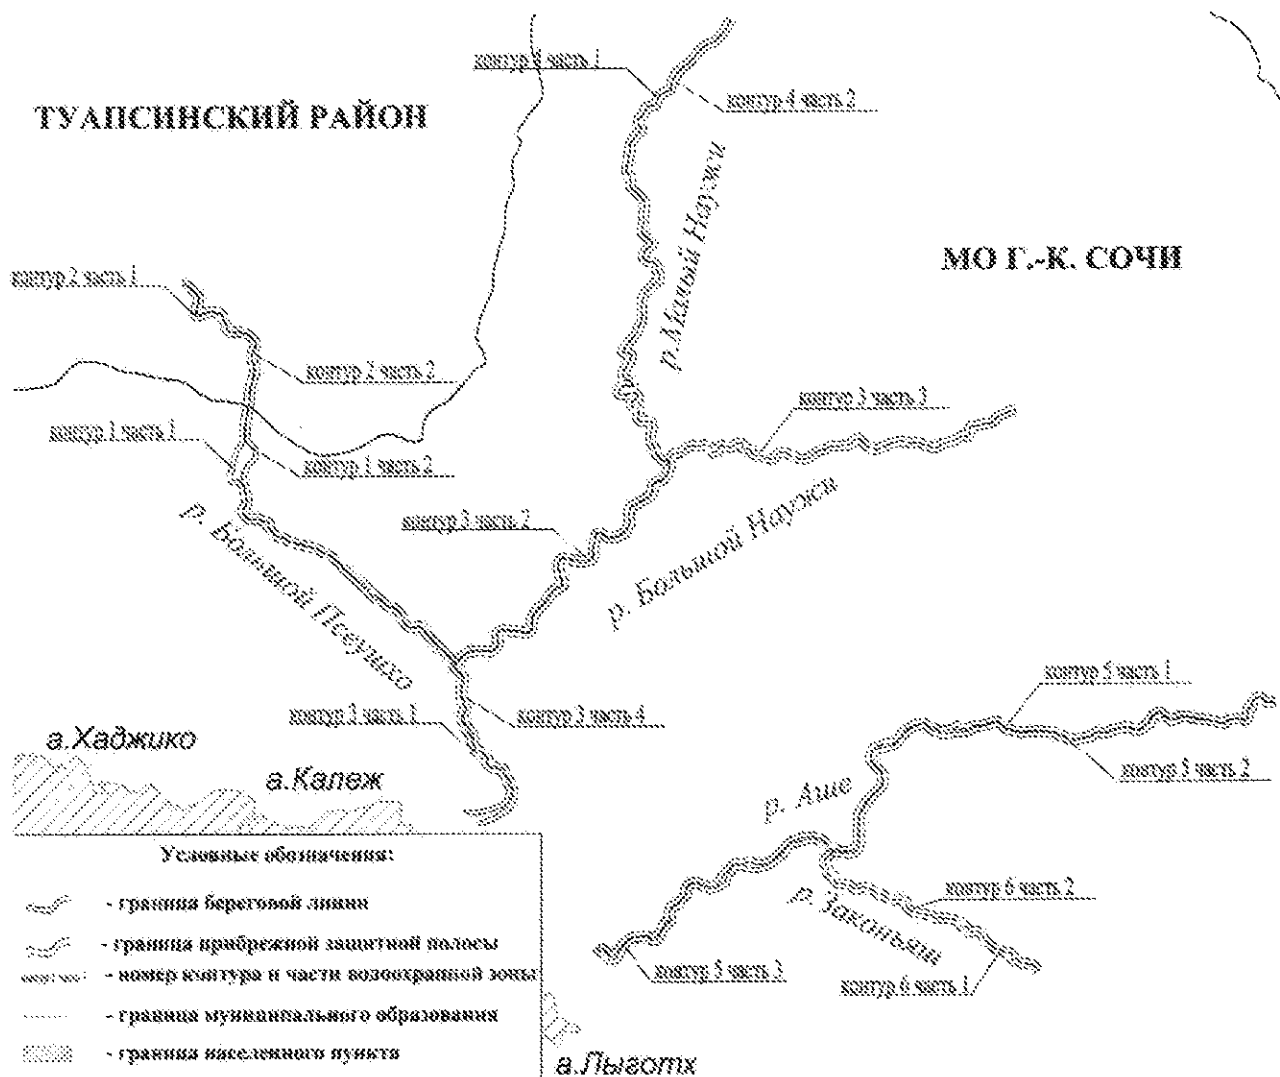 контур 4 часть 1
контур 4 часть 2
ТУАПСИНСКИЙ РАЙОН
р.Малый Наужи
МО Г.-К. СОЧИ
контур 2 часть 1
контур 2 часть 2
контур 3 часть 3
контур 1 часть 1
контур 1 часть 2
р. Большой Псеушхо
контур 3 часть 2
р. Большой Наужи
контур 3 часть 1
контур 3 часть 4
контур 5 часть 1
контур 5 часть 2
а.Хаджико
а.Калеж
р. Аше
контур 6 часть 2
р. Законьян
контур 5 часть 3
контур 6 часть 1
Условные обозначения:
- граница береговой линии
- граница прибрежной защитной полосы
- номер контура и части водоохранной зоны
- граница муниципального образования
- граница населенного пункта
а.Лыготх